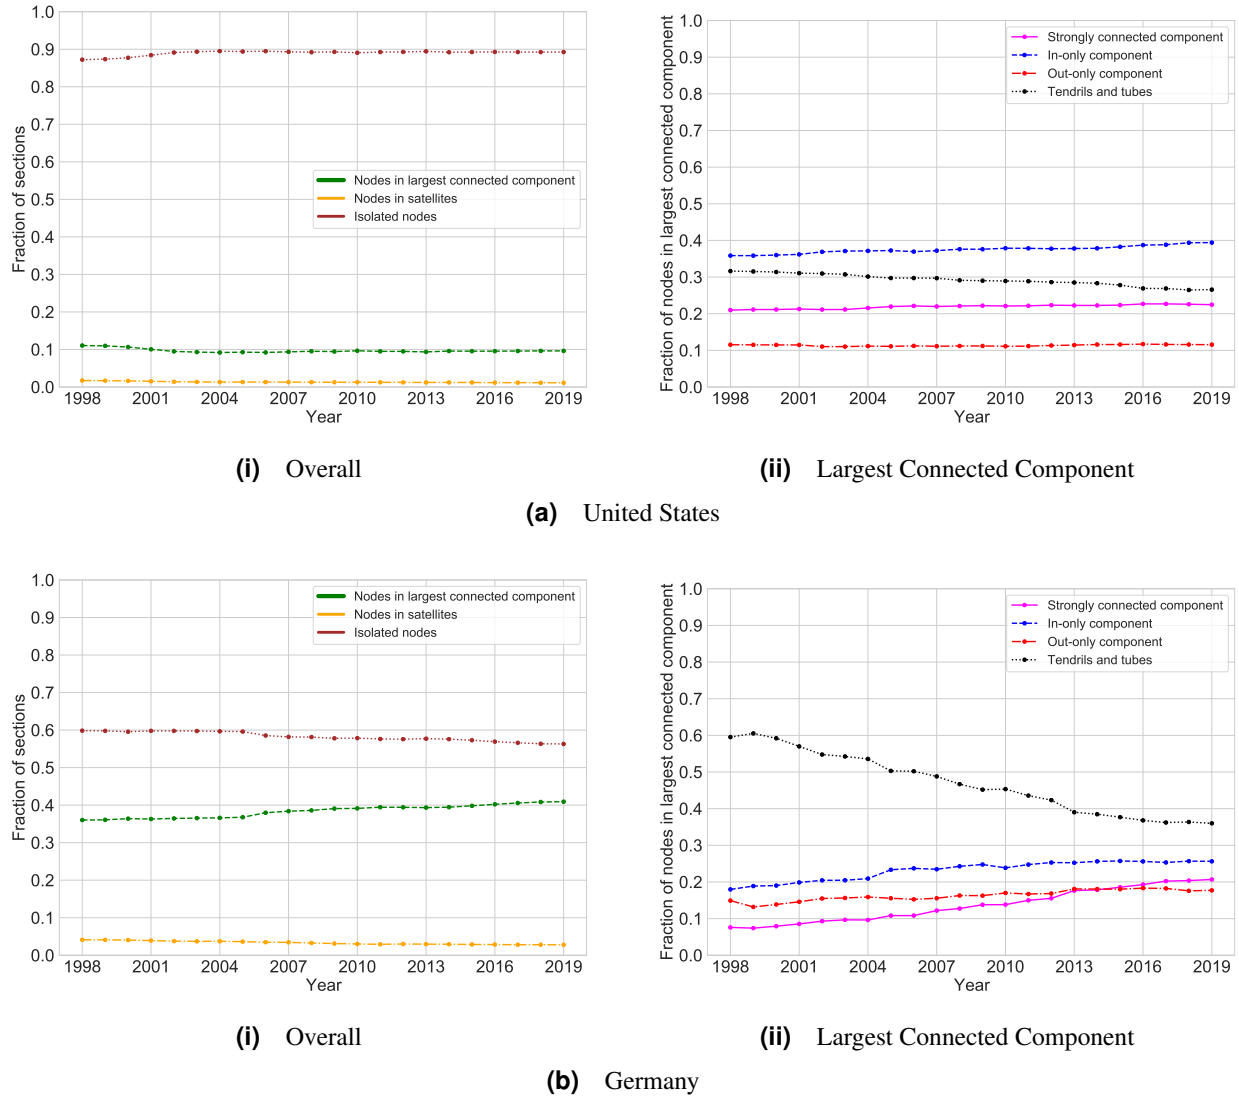 1.0
0.9
0.8
0.7
0.6
0.5
0.4
0.3
0.2
0.1
0.0
Fraction of sections
Nodes in largest connected component
Nodes in satellites
Isolated nodes
1998 2001 2004 2007 2010 2013 2016 2019
Year
(i) Overall
1.0
0.9
0.8
0.7
0.6
0.5
0.4
0.3
0.2
0.1
0.0
Fraction of nodes in largest connected component
Strongly connected component
In-only component
Out-only component
Tendrils and tubes
1998 2001 2004 2007 2010 2013 2016 2019
Year
(ii) Largest Connected Component
(a) United States
1.0
0.9
0.8
0.7
0.6
0.5
0.4
0.3
0.2
0.1
0.0
Fraction of sections
Nodes in largest connected component
Nodes in satellites
Isolated nodes
1998 2001 2004 2007 2010 2013 2016 2019
Year
(i) Overall
1.0
0.9
0.8
0.7
0.6
0.5
0.4
0.3
0.2
0.1
0.0
Fraction of nodes in largest connected component
Strongly connected component
In-only component
Out-only component
Tendrils and tubes
1998 2001 2004 2007 2010 2013 2016 2019
Year
(ii) Largest Connected Component
(b) Germany